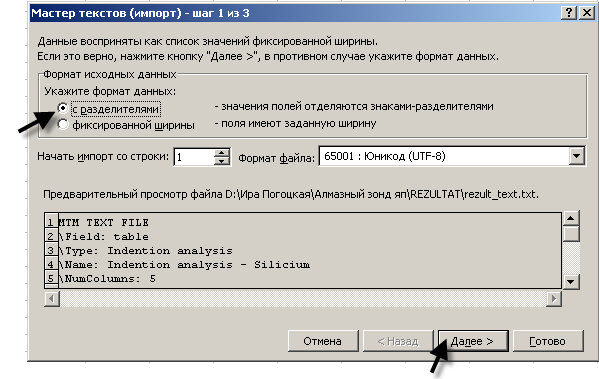 Мастер текстов (импорт) - шаг 1 из 3
Данные восприняты как список значений фиксированной ширины.
Если это верно, нажмите кнопку "Далее >", в противном случае укажите формат данных.
Формат исходных данных
Укажите формат данных:
с разделителями - значения полей отделяются знаками-разделителями
фиксированной ширины - поля имеют заданную ширину
Начать импорт со строки: 1 Формат файла: 65001 : Юникод (UTF-8)
Предварительный просмотр файла D:\Ира Погоцкая\Алмазный зонд яп\REZULTAT\rezult_text.txt.
1 MTM TEXT FILE
2 \Field: table
3 \Type: Indention analysis
4 \Name: Indention analysis - Silicium
5 \NumColumns: 5
Отмена < Назад Далее > Готово